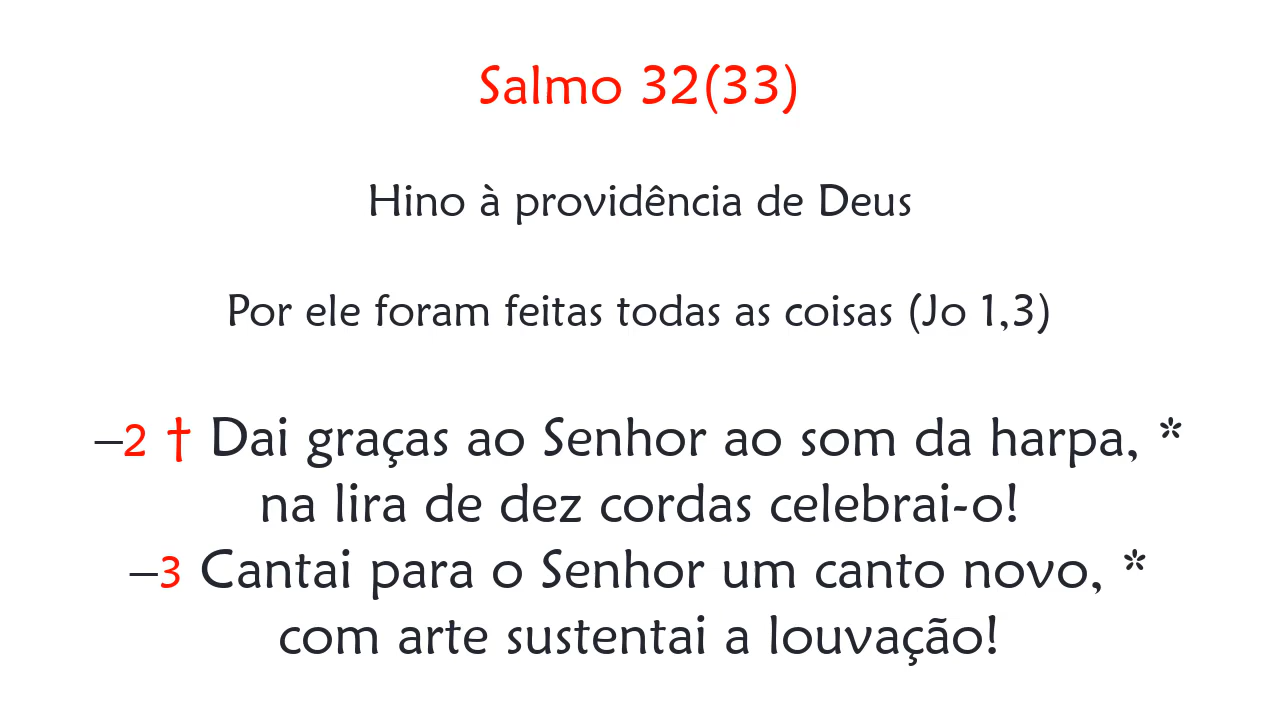 Salmo 32(33)
Hino à providência de Deus
Por ele foram feitas todas as coisas (Jo 1,3)
–2 † Dai graças ao Senhor ao som da harpa, *
na lira de dez cordas celebrai-o!
–3 Cantai para o Senhor um canto novo, *
com arte sustentai a louvação!